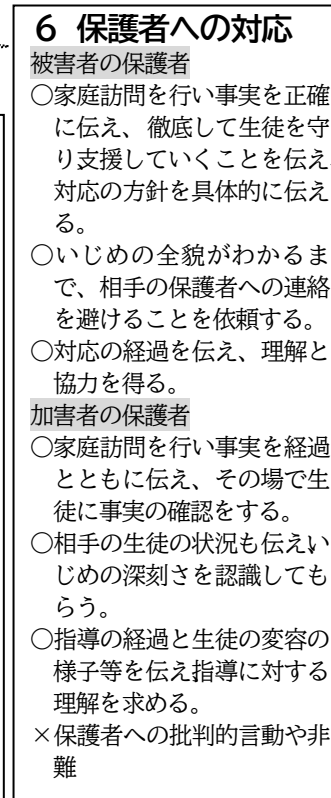 6 保護者への対応
被害者の保護者
○家庭訪問を行い事実を正確
に伝え、徹底して生徒を守
り支援していくことを伝え、
対応の方針を具体的に伝え
る。
○いじめの全貌がわかるま
で、相手の保護者への連絡
を避けることを依頼する。
○対応の経過を伝え、理解と
協力を得る。
加害者の保護者
○家庭訪問を行い事実を経過
とともに伝え、その場で生
徒に事実の確認をする。
○相手の生徒の状況も伝えい
じめの深刻さを認識しても
らう。
○指導の経過と生徒の変容の
様子等を伝え指導に対する
理解を求める。
×保護者への批判的言動や非
難